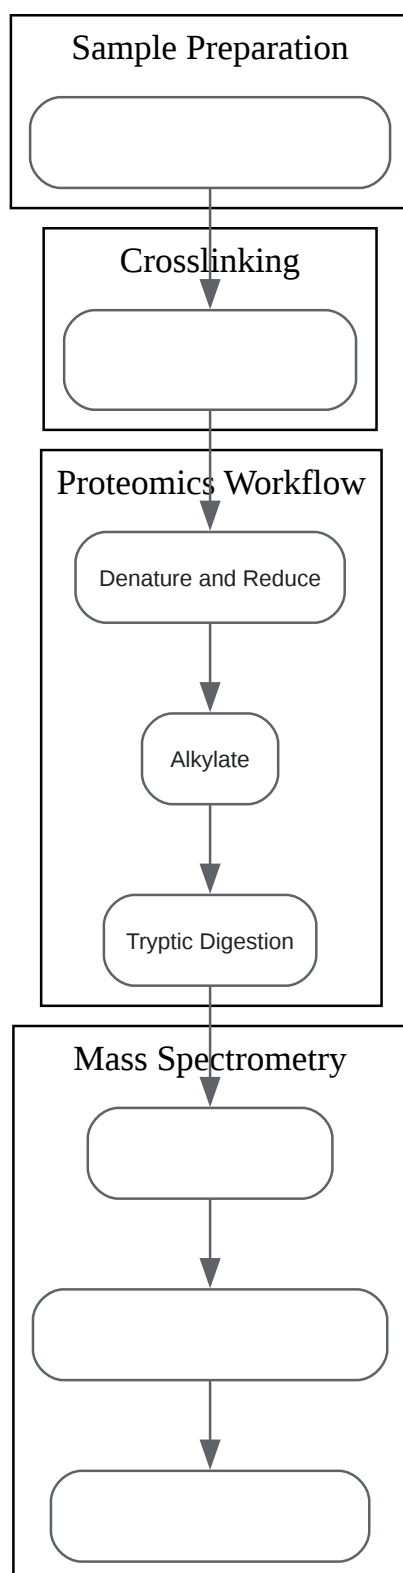 Sample Preparation
Crosslinking
Proteomics Workflow
Denature and Reduce
Alkylate
Tryptic Digestion
Mass Spectrometry